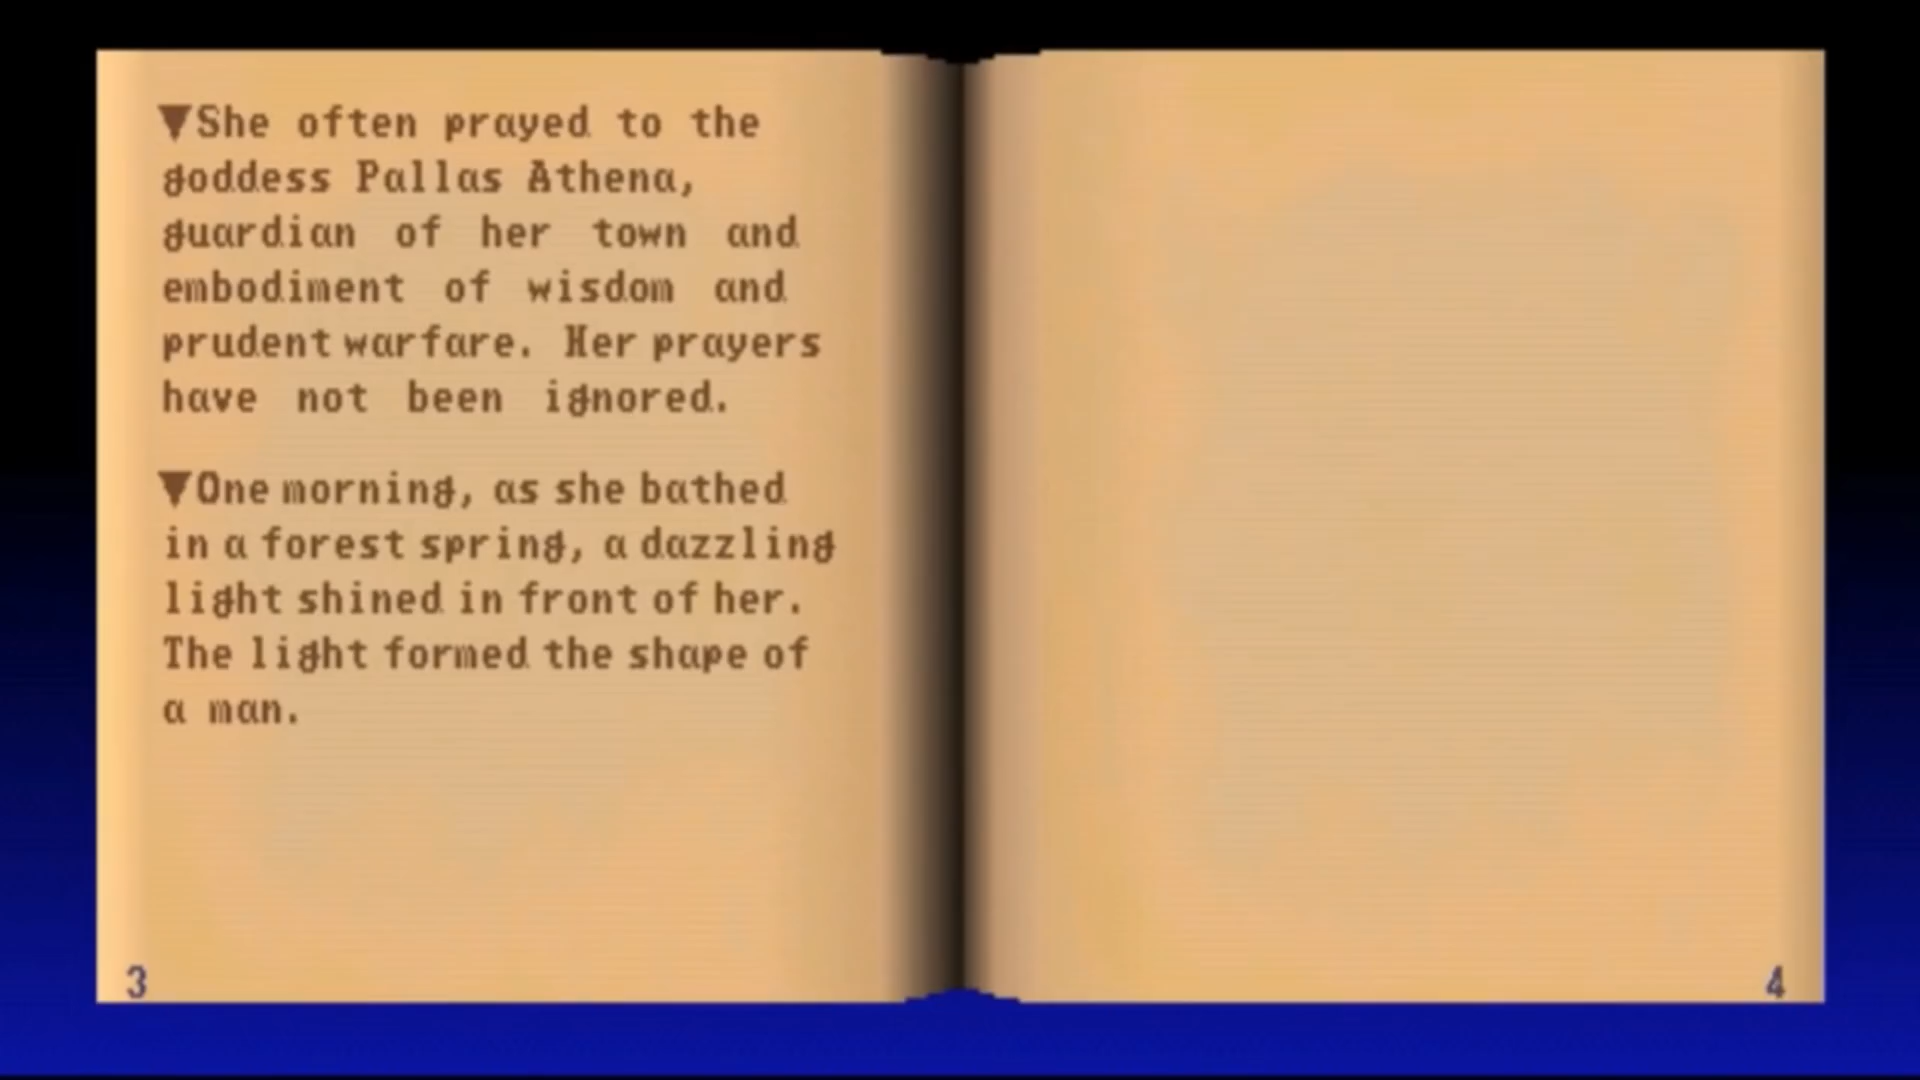 ▼She often prayed to the
goddess Pallas Athena,
guardian of her town and
embodiment of wisdom and
prudent warfare. Her prayers
have not been ignored.
▼One morning, as she bathed
in a forest spring, a dazzling
light shined in front of her.
The light formed the shape of
a man.
3
4